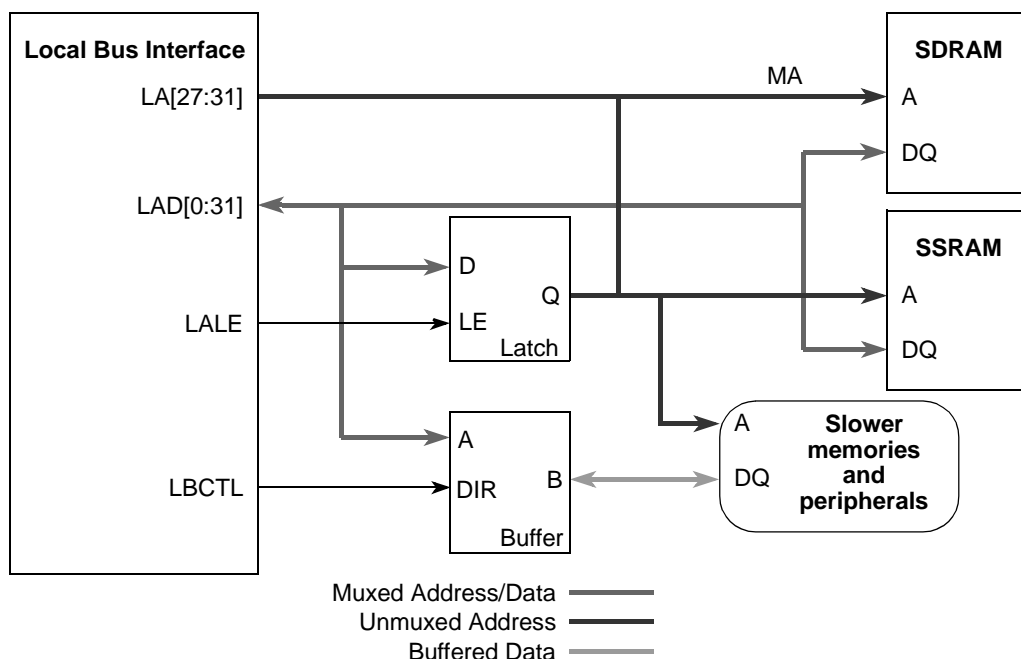 Local Bus Interface
SDRAM
LA[27:31]
MA
A
DQ
LAD[0:31]
SSRAM
D
Q
A
LALE
LE
DQ
Latch
A
Slower
memories
and
peripherals
A
LBCTL
DIR
B
DQ
Buffer
Muxed Address/Data
Unmuxed Address
Buffered Data